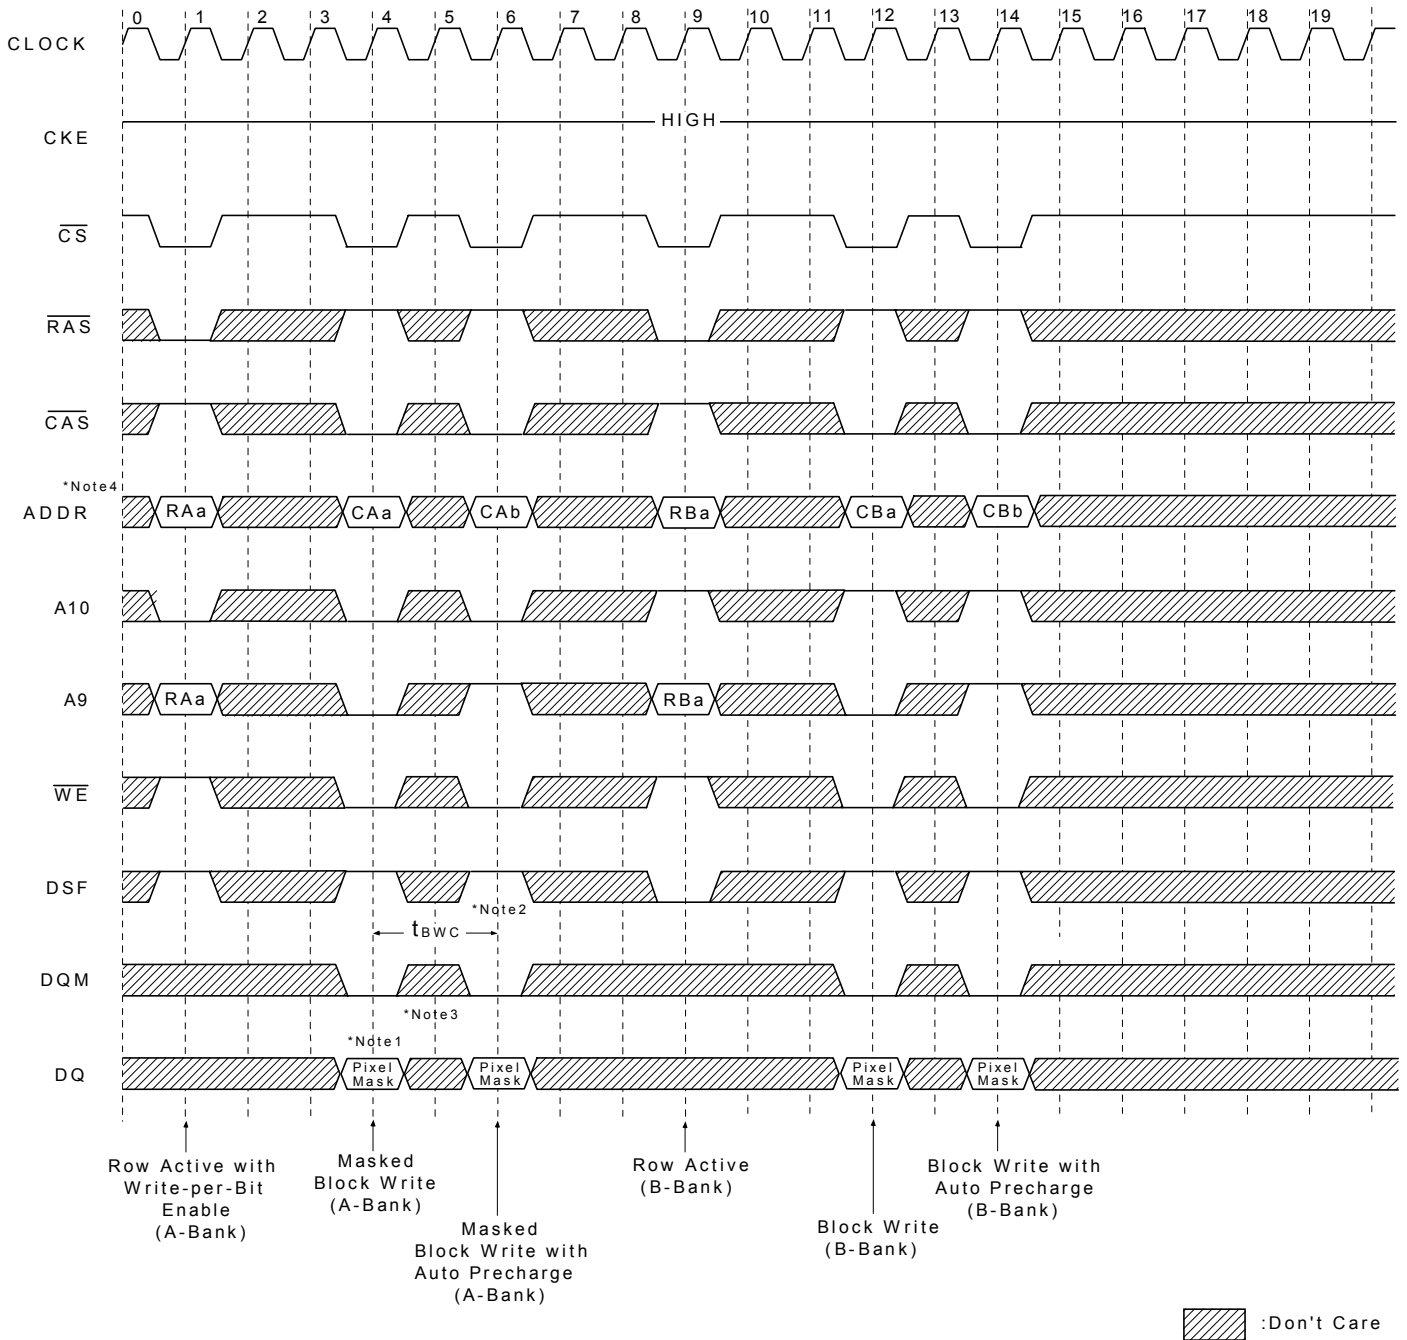 0 1 2 3 4 5 6 7 8 9 10 11 12 13 14 15 16 17 18 19
CLOCK
CKE
HIGH
CS
RAS
CAS
*Note4
ADDR RAa CAa CAb RBa CBa CBb
A10
A9 RAa RBa
WE
DSF
*Note2
tBWC
DQM
*Note3
*Note1
DQ
Pixel Mask
Pixel Mask
Pixel Mask
Pixel Mask
Row Active with
Write-per-Bit
Enable
(A-Bank)
Masked
Block Write
(A-Bank)
Masked
Block Write with
Auto Precharge
(A-Bank)
Row Active
(B-Bank)
Block Write
(B-Bank)
Block Write with
Auto Precharge
(B-Bank)
:Don't Care